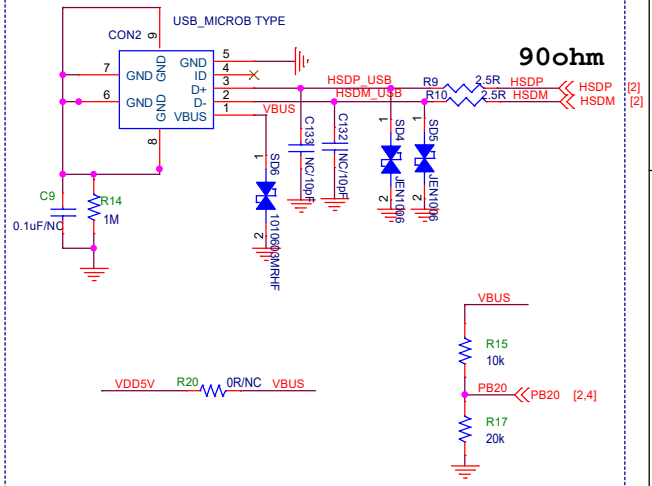 USB_MICROB TYPE
CON2
9
GND
7
GND
GND
5
ID
4
D+
3
6
GND
D-
2
GND
VBUS
1
8
VBUS
90ohm
HSDP_USB
R9
2.5R
HSDP
HSDP [2]
HSDM_USB
R10
2.5R
HSDM
HSDM [2]
C133
NC/10pF
C132
NC/10pF
1
SD4
2
JEN1006
1
SD5
2
JEN1006
1
SD6
2
1010603MRHF
C9
0.1uF/NC
R14
1M
VBUS
R15
10k
PB20
PB20 [2,4]
R17
20k
VDD5V
R20
0R/NC
VBUS